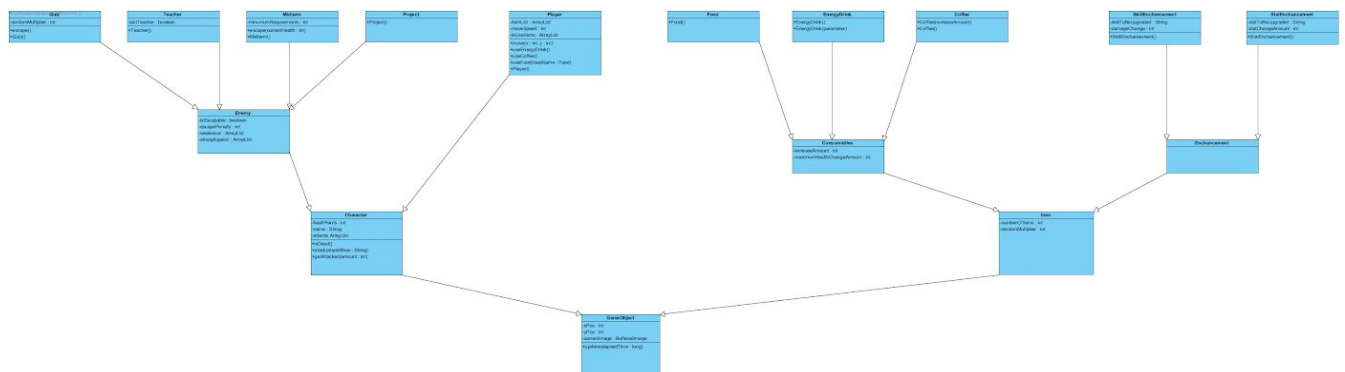 Quiz
-randomMultiplier : int
+escape()
+Quiz()
Teacher
-isItTeacher : boolean
+Teacher()
Midterm
-minimumRequirements : int
+escape(currentHealth : int)
+Midterm()
Project
+Project()
Player
-itemList : ArrayList
-moveSpeed : int
-activeItems : ArrayList
+move(x : int, y : int)
+useEnergyDrink()
+useCoffee()
+useFood(foodName : Food)
+Player()
Food
+Food()
EnergyDrink
+EnergyDrink()
+EnergyDrink(parameter)
Coffee
+Coffee(increaseAmount)
+Coffee()
SkillEnchancement
-skillToBeUpgraded : String
-damageChange : int
+SkillEnchancement()
StatEnchancement
-statToBeUpgraded : String
-statChangeAmount : int
+StatEnchancement()
Enemy
-isEscapable : boolean
-escapePenalty : int
-weakness : ArrayList
-strongAgainst : ArrayList
Consumables
-increaseAmount : int
-maximumHealthChangeAmount : int
Enchancement
Character
-healthPoints : int
-name : String
-attacks : ArrayList
+isDead()
+attack(attackMove : String)
+getAttacked(amount : int)
Item
-numberOfItems : int
-randomMultiplier : int
GameObject
-xPos : int
-yPos : int
-currentImage : BufferedImage
+update(elapsedTime : long)